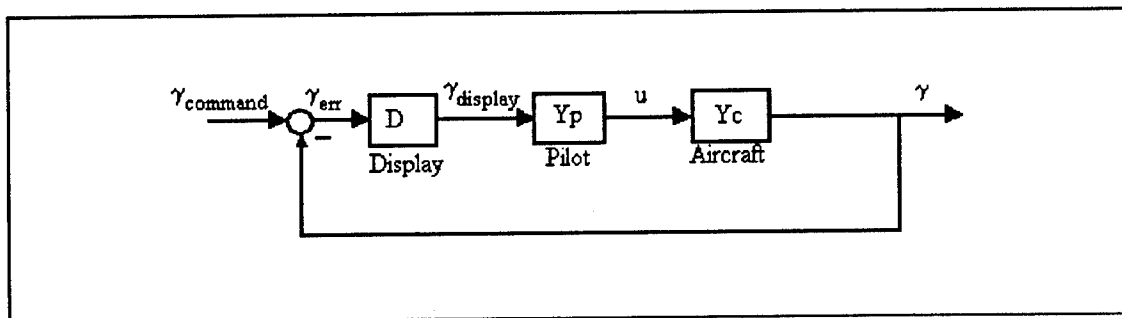 γcommand
γerr
D
Display
γdisplay
Yp
Pilot
u
Yc
Aircraft
γ
−